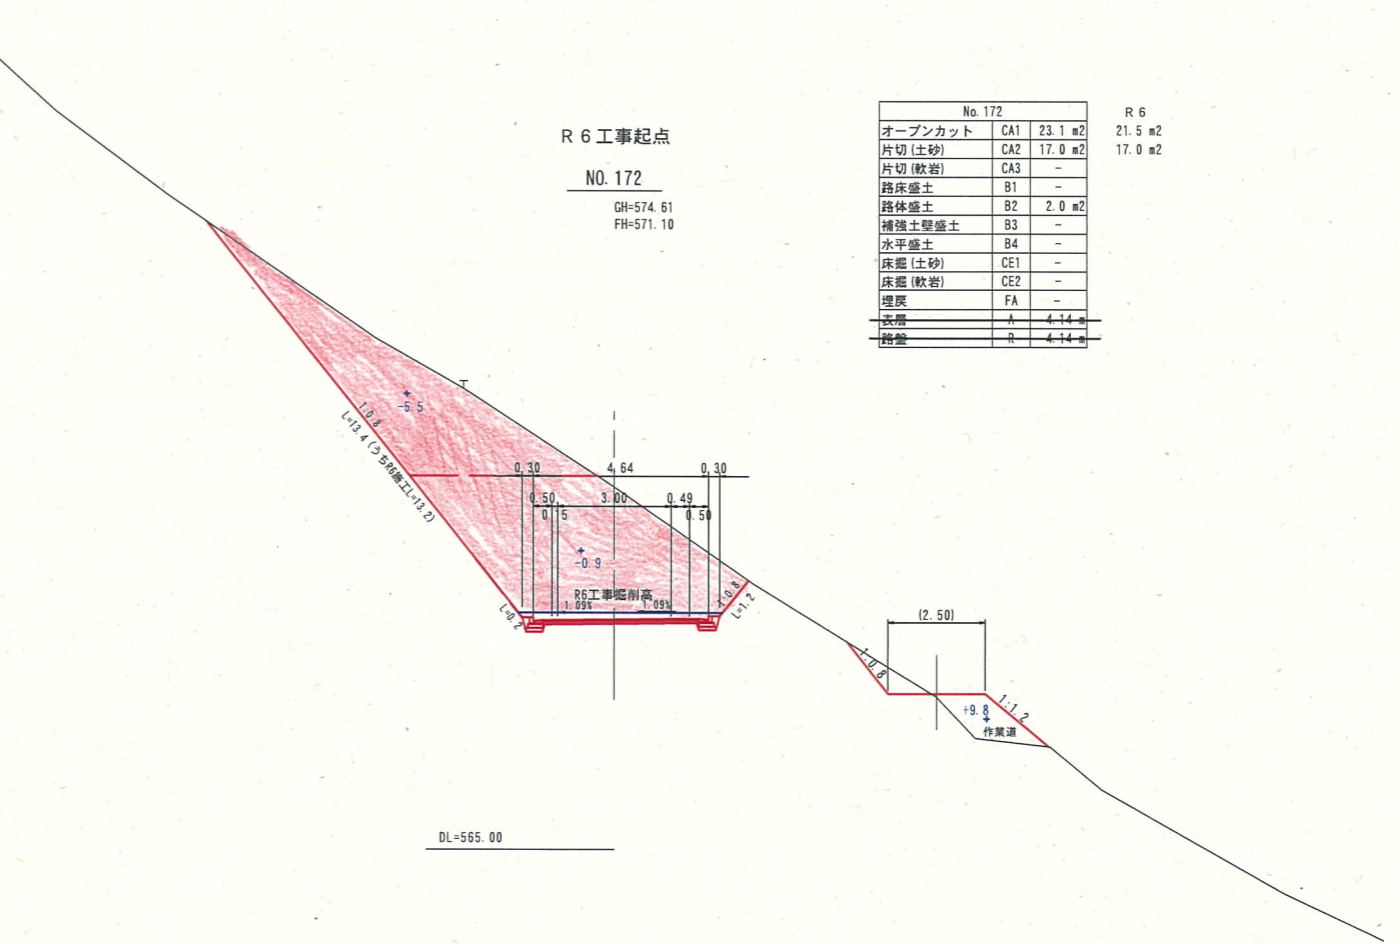 R6工事起点
NO. 172
GH=574.61
FH=571.10
No. 172 R6
オープンカット CA1 23.1 m2 21.5 m2
片切(土砂) CA2 17.0 m2 17.0 m2
片切(軟岩) CA3 -
路床盛土 B1 -
路体盛土 B2 2.0 m2
補強土壁盛土 B3 -
水平盛土 B4 -
床掘(土砂) CE1 -
床掘(軟岩) CE2 -
埋戻 FA -
表層 A 4.14 m
路盤 R 4.14 m
-5.5
1:0.8
L=13.4(うちR6施工L=13.2)
0.30 4.64 0.30
0.50 3.00 0.49
0.15 0.50
-0.9
R6工事掘削高
1.09% 1.09%
1:0.8
L=0.2
L=1.2
(2.50)
1:0.8
1:1.2
+9.8
作業道
DL=565.00